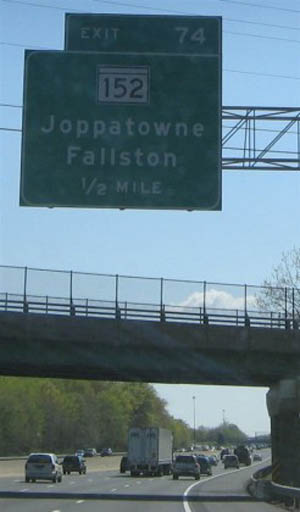 EXIT 74
152
Joppatowne
Fallston
1/2 MILE